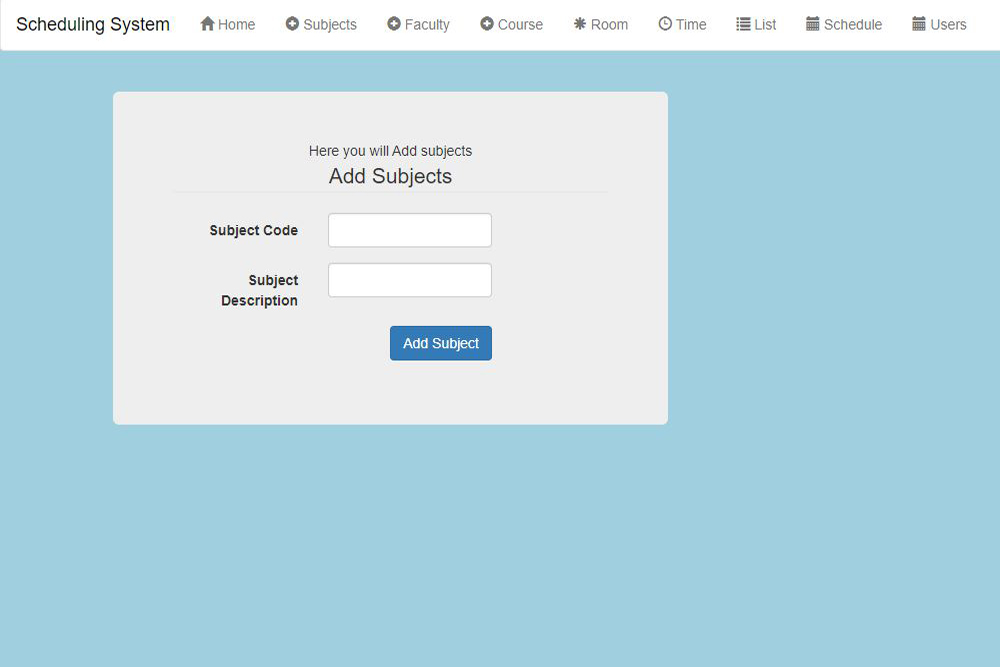 Scheduling System Home Subjects Faculty Course Room Time List Schedule Users
Here you will Add subjects
Add Subjects
Subject Code
Subject
Description
Add Subject